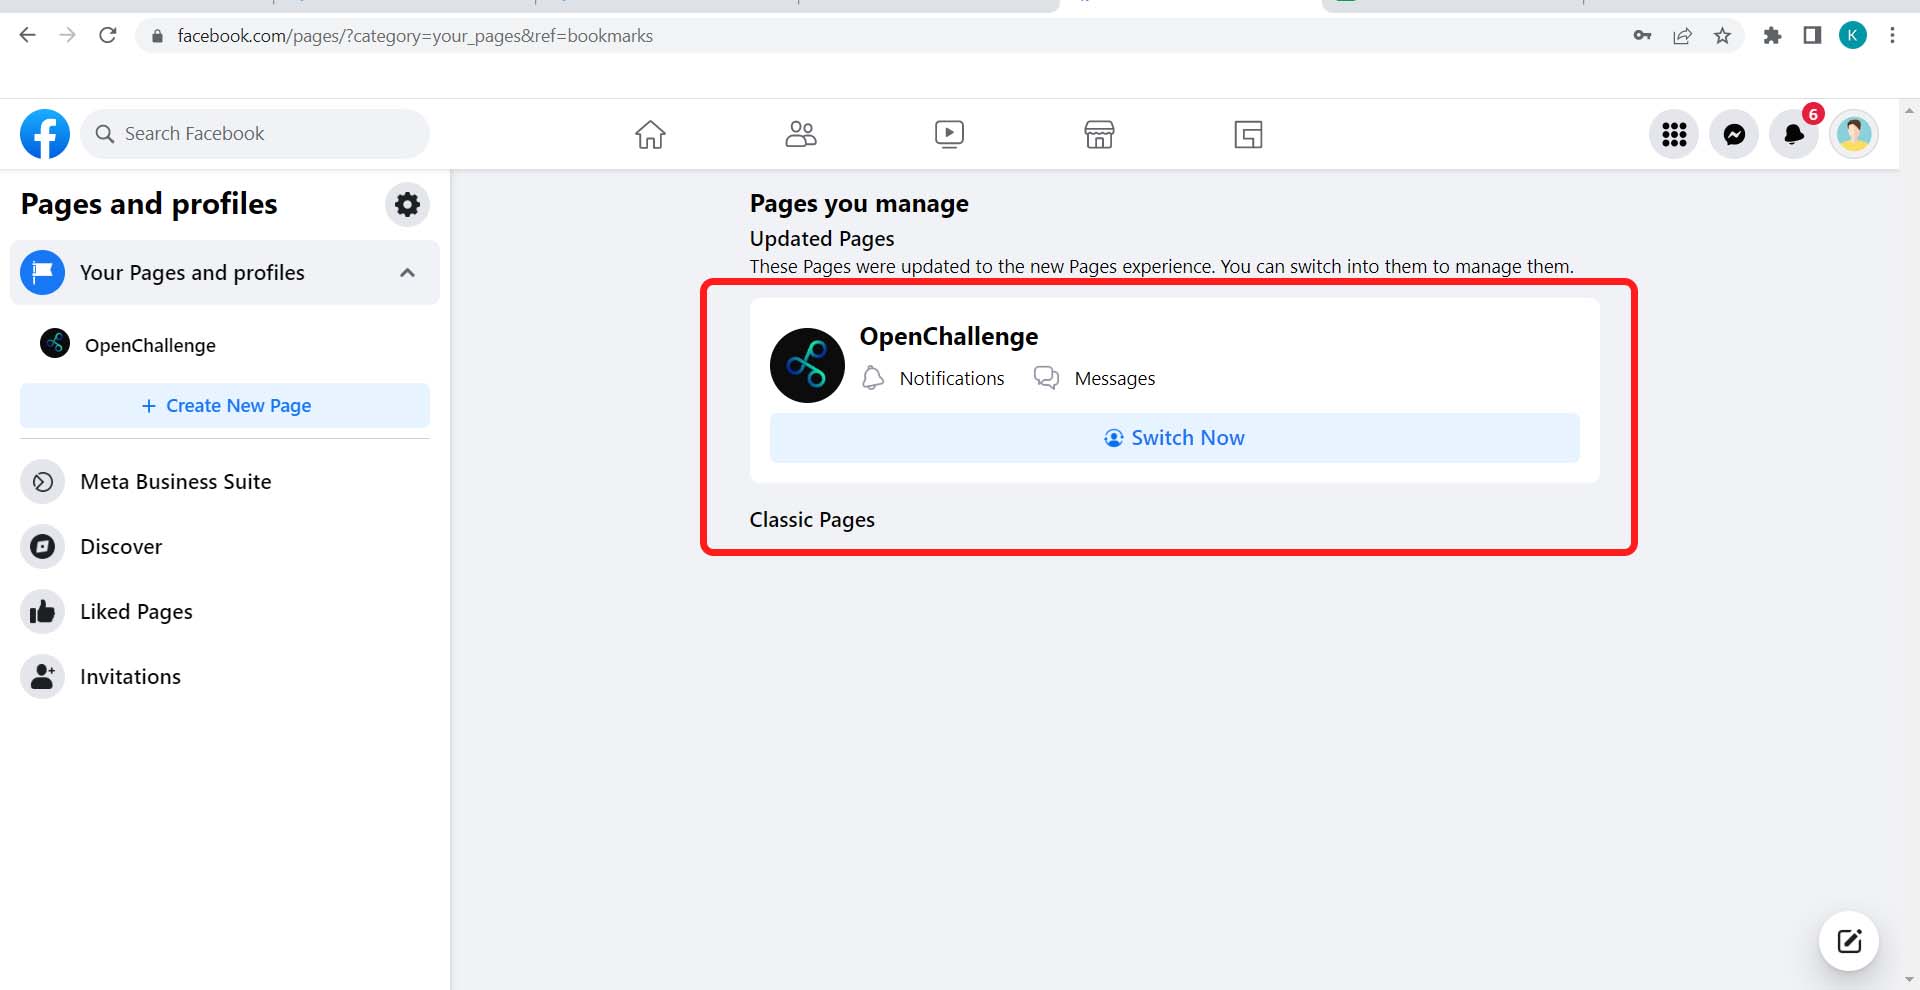 facebook.com/pages/?category=your_pages&ref=bookmarks
K
Search Facebook
6
Pages and profiles
Your Pages and profiles
OpenChallenge
+ Create New Page
Meta Business Suite
Discover
Liked Pages
Invitations
Pages you manage
Updated Pages
These Pages were updated to the new Pages experience. You can switch into them to manage them.
OpenChallenge
Notifications Messages
Switch Now
Classic Pages